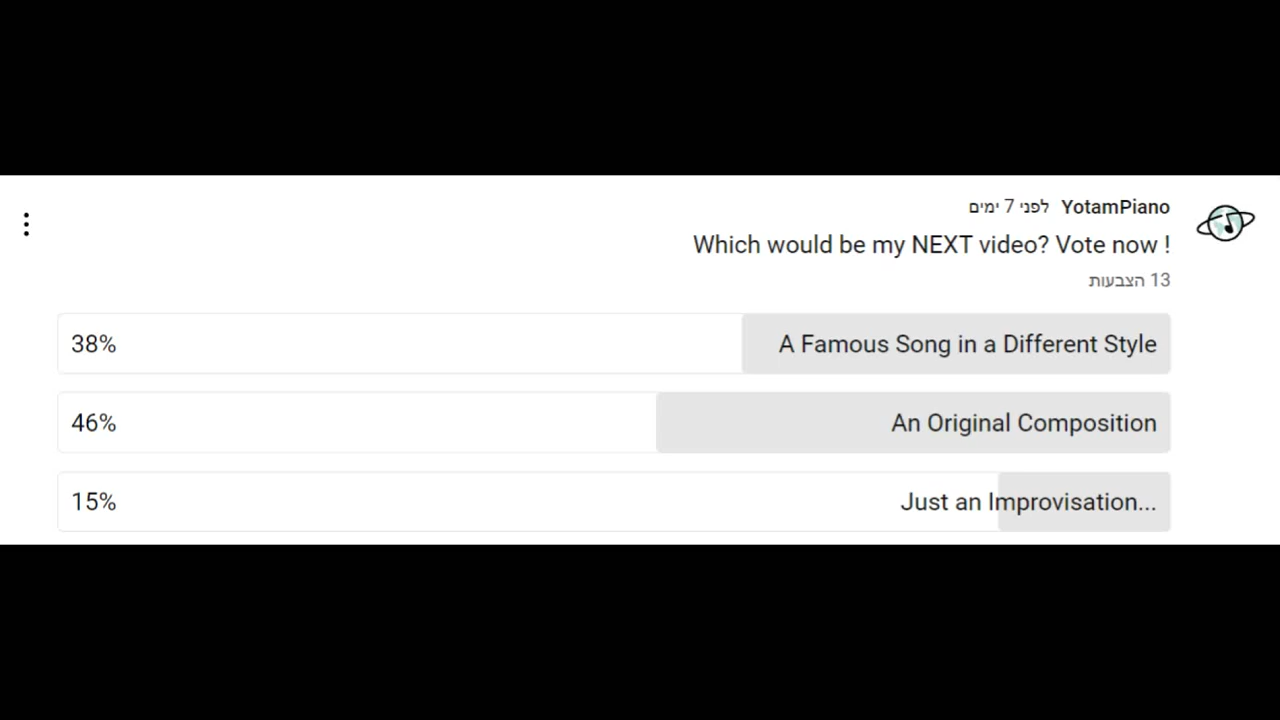 YotamPiano לפני 7 ימים
Which would be my NEXT video? Vote now !
13 הצבעות
A Famous Song in a Different Style 38%
An Original Composition 46%
Just an Improvisation... 15%